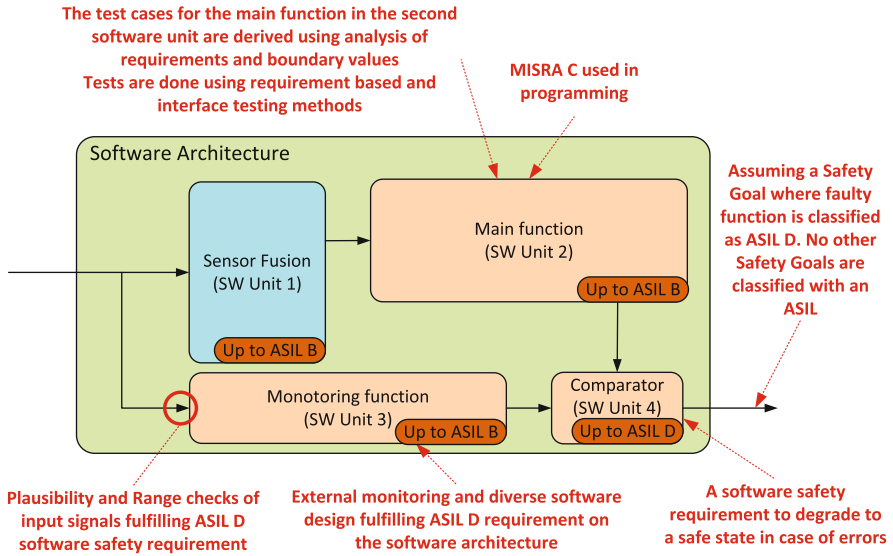 The test cases for the main function in the second
software unit are derived using analysis of
requirements and boundary values
Tests are done using requirement based and
interface testing methods
MISRA C used in
programming
Software Architecture
Assuming a Safety
Goal where faulty
function is classified
as ASIL D. No other
Safety Goals are
classified with an
ASIL
Sensor Fusion
(SW Unit 1)
Up to ASIL B
Main function
(SW Unit 2)
Up to ASIL B
Monotoring function
(SW Unit 3)
Up to ASIL B
Comparator
(SW Unit 4)
Up to ASIL D
Plausibility and Range checks of
input signals fulfilling ASIL D
software safety requirement
External monitoring and diverse software
design fulfilling ASIL D requirement on
the software architecture
A software safety
requirement to degrade to
a safe state in case of errors